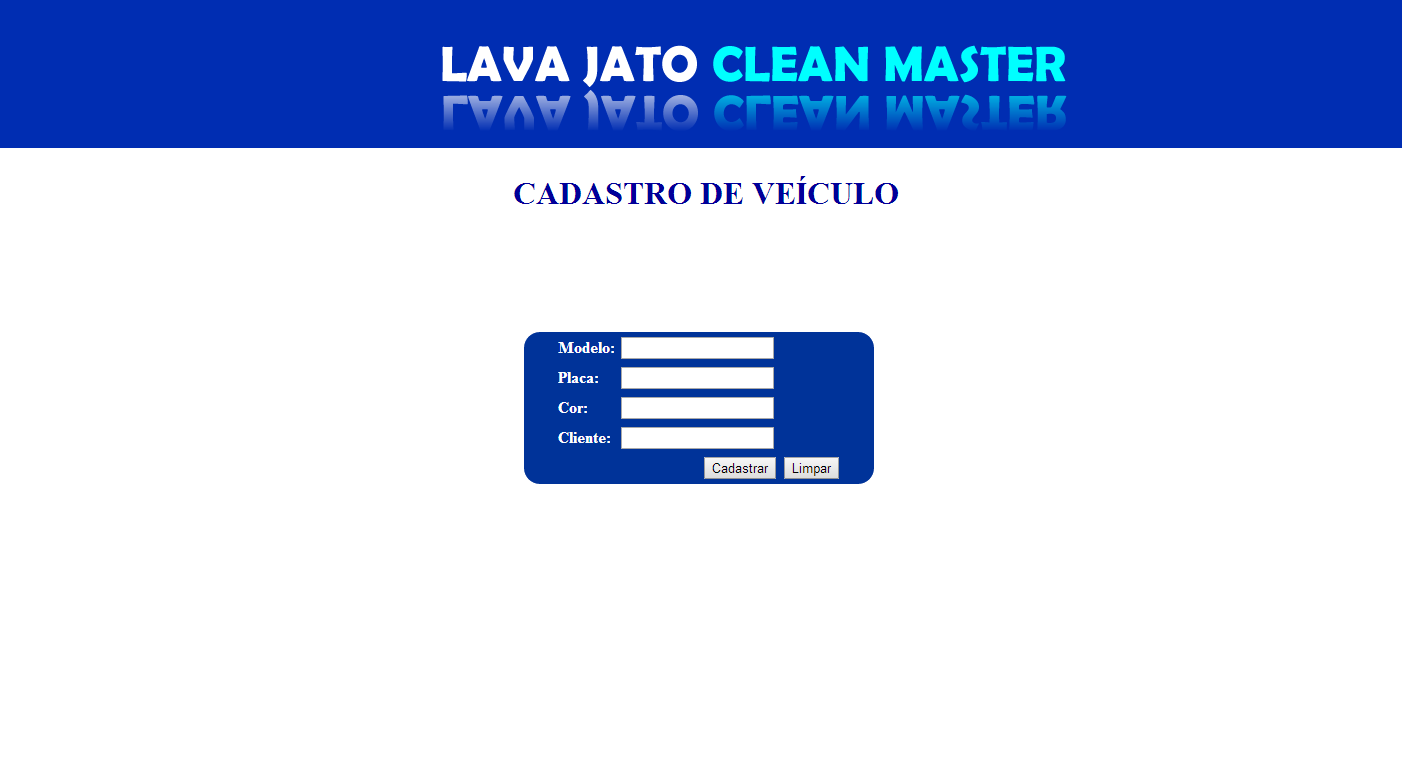 LAVA JATO CLEAN MASTER
CADASTRO DE VEÍCULO
Modelo:
Placa:
Cor:
Cliente:
Cadastrar Limpar